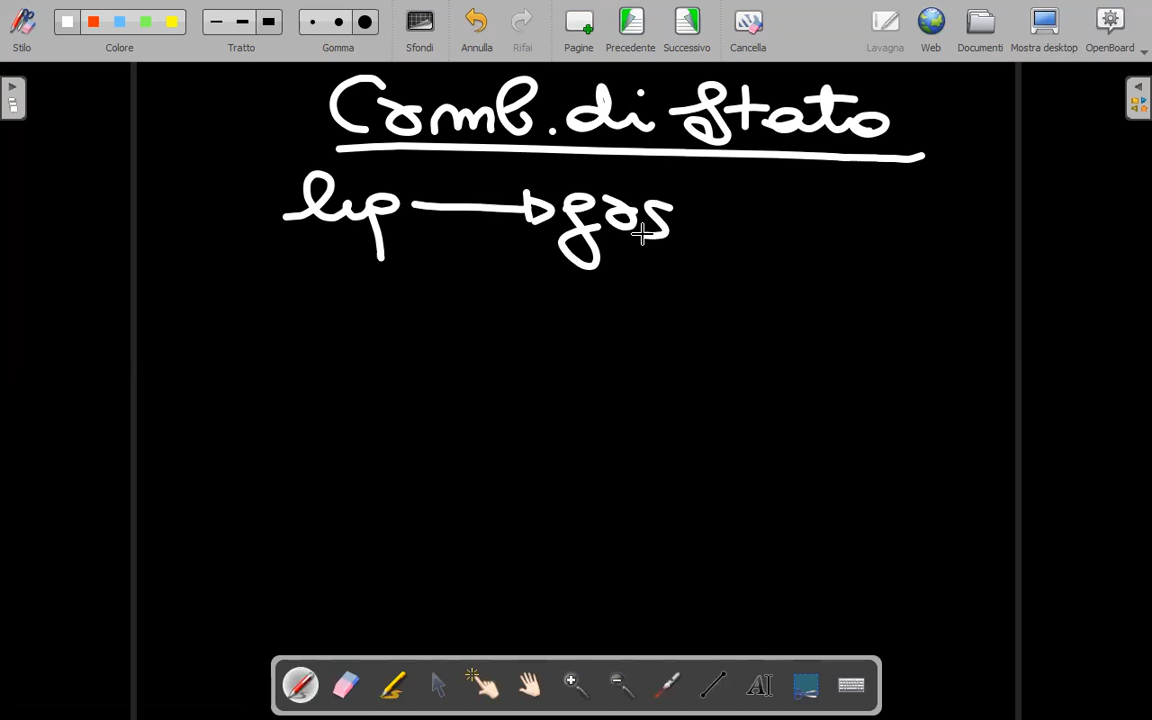 Stilo Colore Tratto Gomma Sfondi Annulla Rifai Pagine Precedente Successivo Cancella Lavagna Web Documenti Mostra desktop OpenBoard
Camb. di Stato
liq → gas